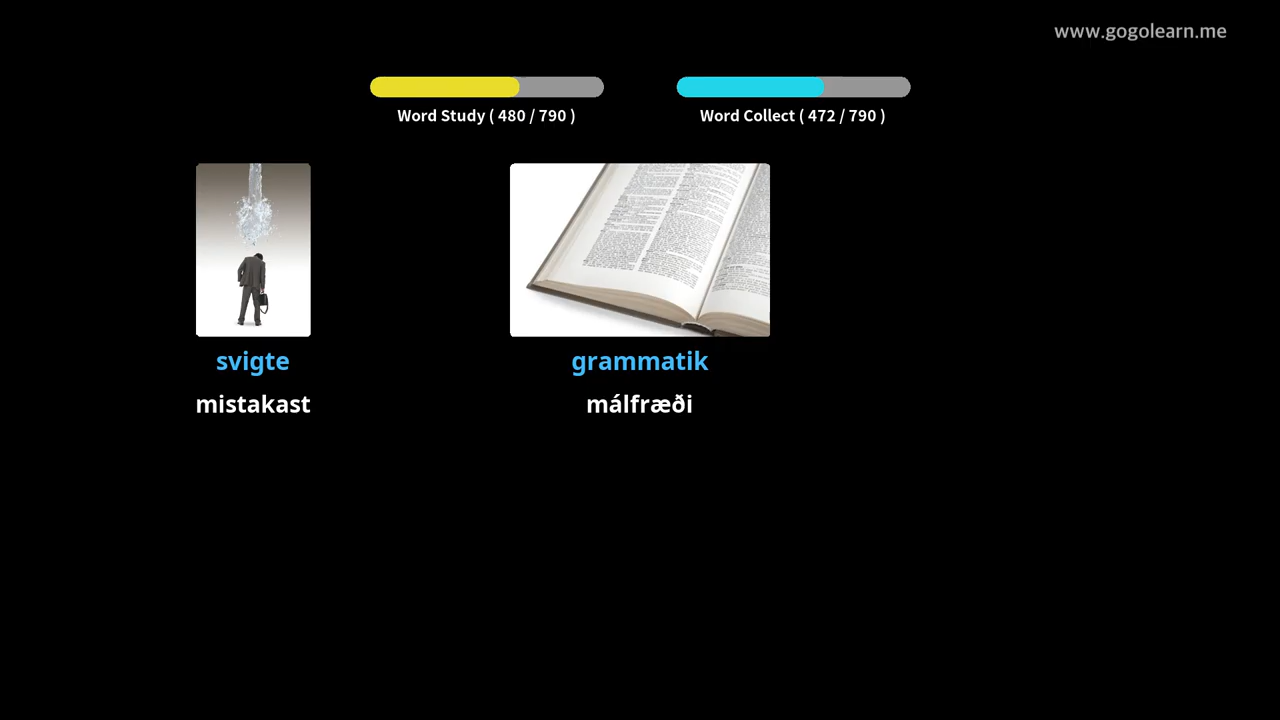 www.gogolearn.me
Word Study ( 480 / 790 )
Word Collect ( 472 / 790 )
svigte
mistakast
grammatik
málfræði